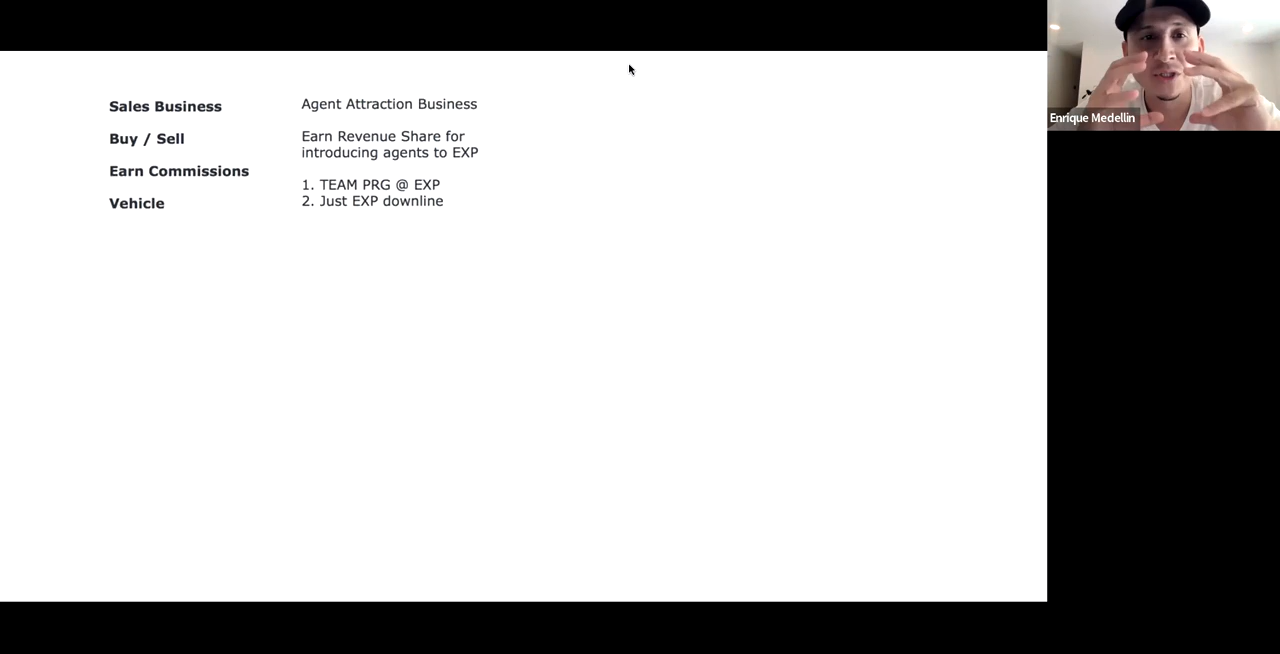 Sales Business
Buy / Sell
Earn Commissions
Vehicle
Agent Attraction Business
Earn Revenue Share for
introducing agents to EXP
1. TEAM PRG @ EXP
2. Just EXP downline
Enrique Medellin